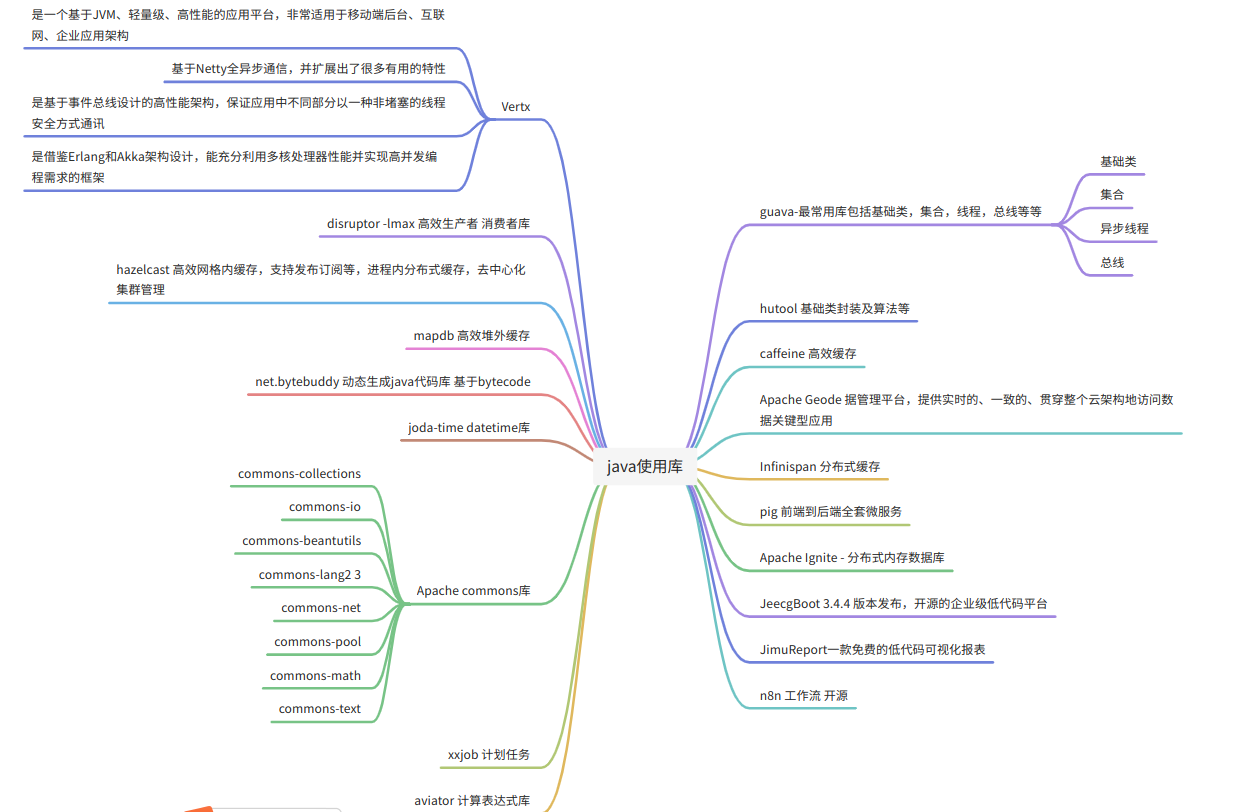 是一个基于JVM、轻量级、高性能的应用平台，非常适用于移动端后台、互联
网、企业应用架构
基于Netty全异步通信，并扩展出了很多有用的特性
是基于事件总线设计的高性能架构，保证应用中不同部分以一种非堵塞的线程
安全方式通讯
是借鉴Erlang和Akka架构设计，能充分利用多核处理器性能并实现高并发编
程需求的框架
Vertx
disruptor -lmax 高效生产者 消费者库
hazelcast 高效网格内缓存，支持发布订阅等，进程内分布式缓存，去中心化
集群管理
mapdb 高效堆外缓存
net.bytebuddy 动态生成java代码库 基于bytecode
joda-time datetime库
commons-collections
commons-io
commons-beantutils
commons-lang2 3
commons-net
commons-pool
commons-math
commons-text
Apache commons库
xxjob 计划任务
aviator 计算表达式库
java使用库
guava-最常用库包括基础类，集合，线程，总线等等
基础类
集合
异步线程
总线
hutool 基础类封装及算法等
caffeine 高效缓存
Apache Geode 据管理平台，提供实时的、一致的、贯穿整个云架构地访问数
据关键型应用
Infinispan 分布式缓存
pig 前端到后端全套微服务
Apache Ignite - 分布式内存数据库
JeecgBoot 3.4.4 版本发布，开源的企业级低代码平台
JimuReport一款免费的低代码可视化报表
n8n 工作流 开源